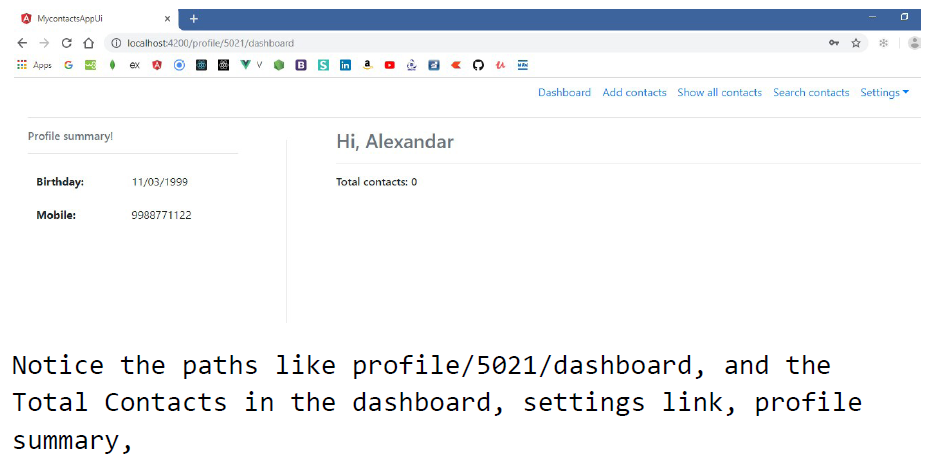 MycontactsAppUi
localhost:4200/profile/5021/dashboard
Apps G ex V B S in a
Dashboard Add contacts Show all contacts Search contacts Settings
Profile summary!
Hi, Alexandar
Birthday: 11/03/1999
Total contacts: 0
Mobile: 9988771122
Notice the paths like profile/5021/dashboard, and the
Total Contacts in the dashboard, settings link, profile
summary,